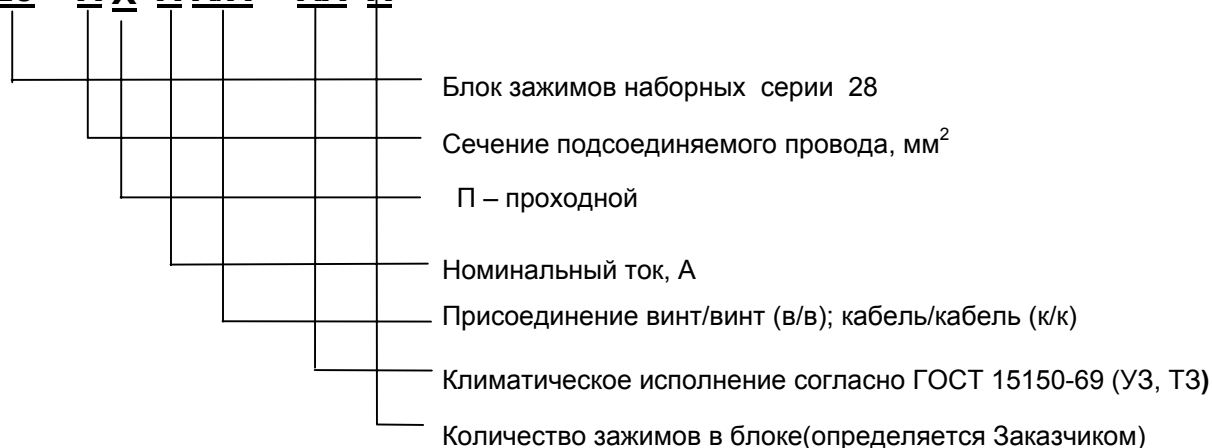 Блок зажимов наборных серии 28
Сечение подсоединяемого провода, мм²
П – проходной
Номинальный ток, А
Присоединение винт/винт (в/в); кабель/кабель (к/к)
Климатическое исполнение согласно ГОСТ 15150-69 (УЗ, ТЗ)
Количество зажимов в блоке(определяется Заказчиком)